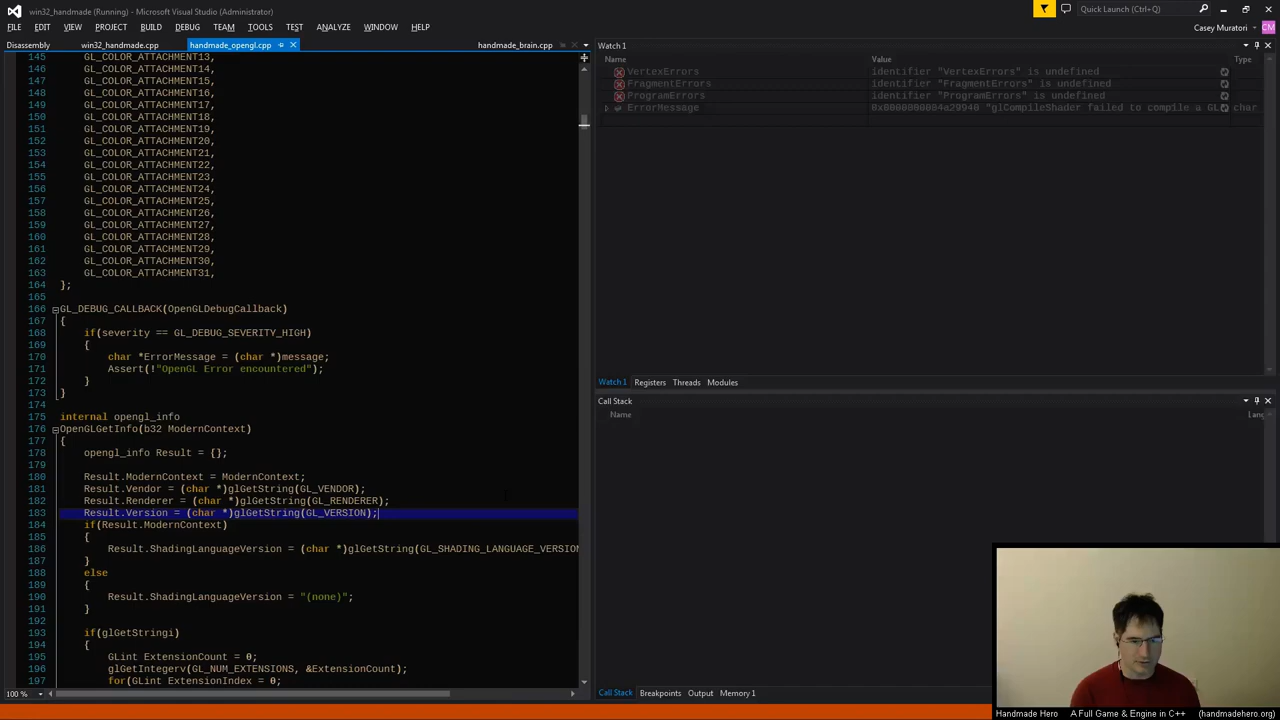 win32_handmade (Running) - Microsoft Visual Studio (Administrator)
Quick Launch (Ctrl+Q)
FILE EDIT VIEW PROJECT BUILD DEBUG TEAM TOOLS TEST ANALYZE WINDOW HELP
Casey Muratori CM
Disassembly win32_handmade.cpp handmade_opengl.cpp handmade_brain.cpp
145 GL_COLOR_ATTACHMENT13,
146 GL_COLOR_ATTACHMENT14,
147 GL_COLOR_ATTACHMENT15,
148 GL_COLOR_ATTACHMENT16,
149 GL_COLOR_ATTACHMENT17,
150 GL_COLOR_ATTACHMENT18,
151 GL_COLOR_ATTACHMENT19,
152 GL_COLOR_ATTACHMENT20,
153 GL_COLOR_ATTACHMENT21,
154 GL_COLOR_ATTACHMENT22,
155 GL_COLOR_ATTACHMENT23,
156 GL_COLOR_ATTACHMENT24,
157 GL_COLOR_ATTACHMENT25,
158 GL_COLOR_ATTACHMENT26,
159 GL_COLOR_ATTACHMENT27,
160 GL_COLOR_ATTACHMENT28,
161 GL_COLOR_ATTACHMENT29,
162 GL_COLOR_ATTACHMENT30,
163 GL_COLOR_ATTACHMENT31,
164 };
165
166 GL_DEBUG_CALLBACK(OpenGLDebugCallback)
167 {
168 if(severity == GL_DEBUG_SEVERITY_HIGH)
169 {
170 char *ErrorMessage = (char *)message;
171 Assert(!"OpenGL Error encountered");
172 }
173 }
174
175 internal opengl_info
176 OpenGLGetInfo(b32 ModernContext)
177 {
178 opengl_info Result = {};
179
180 Result.ModernContext = ModernContext;
181 Result.Vendor = (char *)glGetString(GL_VENDOR);
182 Result.Renderer = (char *)glGetString(GL_RENDERER);
183 Result.Version = (char *)glGetString(GL_VERSION);
184 if(Result.ModernContext)
185 {
186 Result.ShadingLanguageVersion = (char *)glGetString(GL_SHADING_LANGUAGE_VERSION
187 }
188 else
189 {
190 Result.ShadingLanguageVersion = "(none)";
191 }
192
193 if(glGetStringi)
194 {
195 GLint ExtensionCount = 0;
196 glGetIntegerv(GL_NUM_EXTENSIONS, &ExtensionCount);
197 for(GLint ExtensionIndex = 0;
100 %
Watch 1
Name Value Type
VertexErrors identifier "VertexErrors" is undefined
FragmentErrors identifier "FragmentErrors" is undefined
ProgramErrors identifier "ProgramErrors" is undefined
ErrorMessage "glCompileShader failed to compile a GL char
Watch 1 Registers Threads Modules
Call Stack
Name Lang
Call Stack Breakpoints Output Memory 1
Handmade Hero A Full Game & Engine in C++ (handmadehero.org)